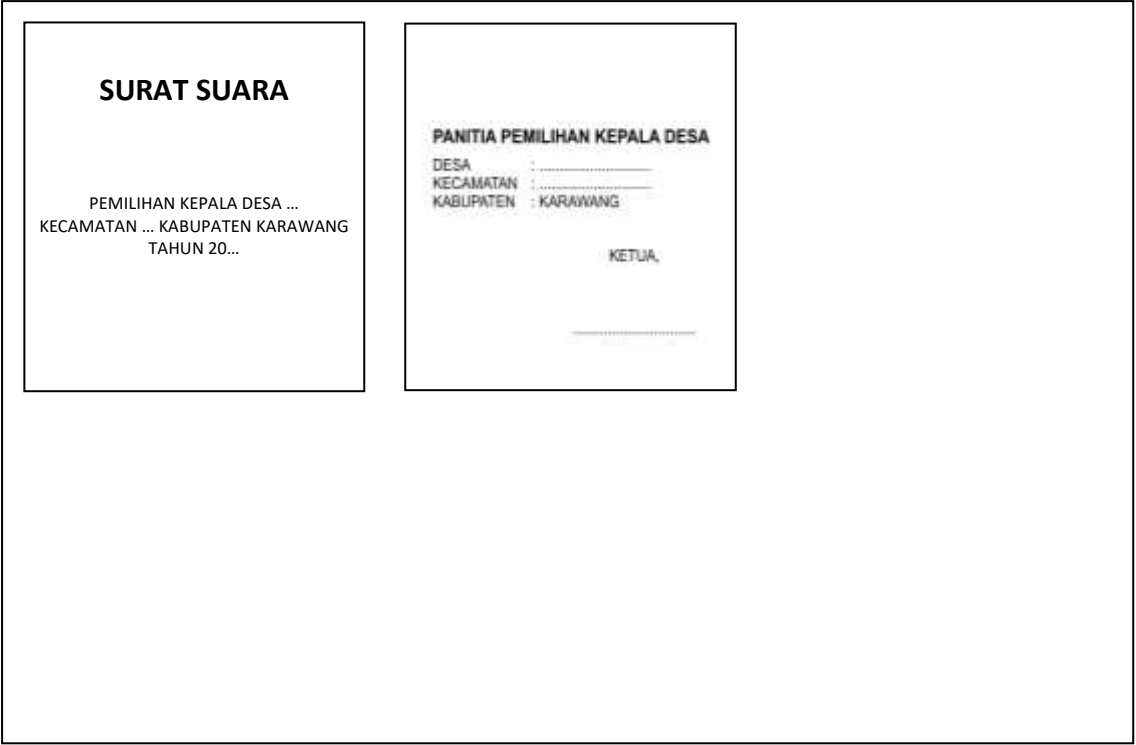 SURAT SUARA
PEMILIHAN KEPALA DESA …
KECAMATAN … KABUPATEN KARAWANG
TAHUN 20…
PANITIA PEMILIHAN KEPALA DESA
DESA : ................................
KECAMATAN : ................................
KABUPATEN : KARAWANG
KETUA,
................................